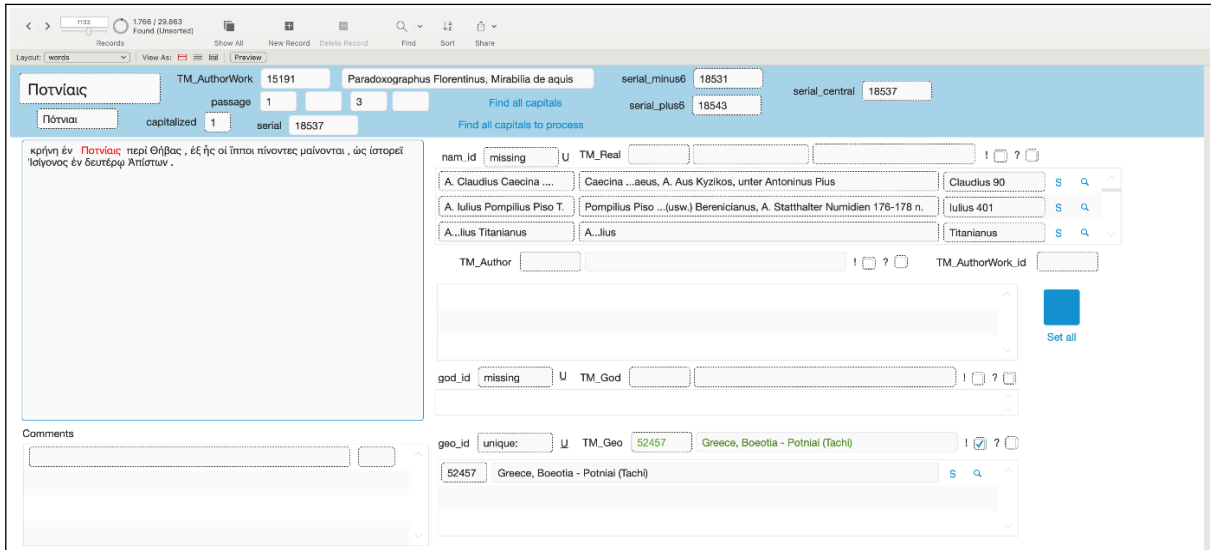 1103
1.766 / 29.863
Found (Unsorted)
Records
Show All
New Record
Delete Record
Find
Sort
Share
Layout: words
View As:
Preview
Ποτνίαις
TM_AuthorWork 15191 Paradoxographus Florentinus, Mirabilia de aquis
serial_minus6 18531
serial_central 18537
passage 1 3
Find all capitals
serial_plus6 18543
Πότνιαι
capitalized 1
serial 18537
Find all capitals to process
κρήνη ἐν Ποτνίαις περὶ Θήβας , ἐξ ἧς οἱ ἵπποι πίνοντες μαίνονται , ὡς ἱστορεῖ
Ἰσίγονος ἐν δευτέρῳ Ἀπίστων .
nam_id missing U TM_Real ! ?
A. Claudius Caecina .... Caecina ...aeus, A. Aus Kyzikos, unter Antoninus Pius Claudius 90 S
A. Iulius Pompilius Piso T. Pompilius Piso ...(usw.) Berenicianus, A. Statthalter Numidien 176-178 n. Iulius 401 S
A...lius Titanianus A...lius Titanianus S
TM_Author ! ? TM_AuthorWork_id
Set all
god_id missing U TM_God ! ?
Comments
geo_id unique: U TM_Geo 52457 Greece, Boeotia - Potniai (Tachi) ! ?
52457 Greece, Boeotia - Potniai (Tachi) S